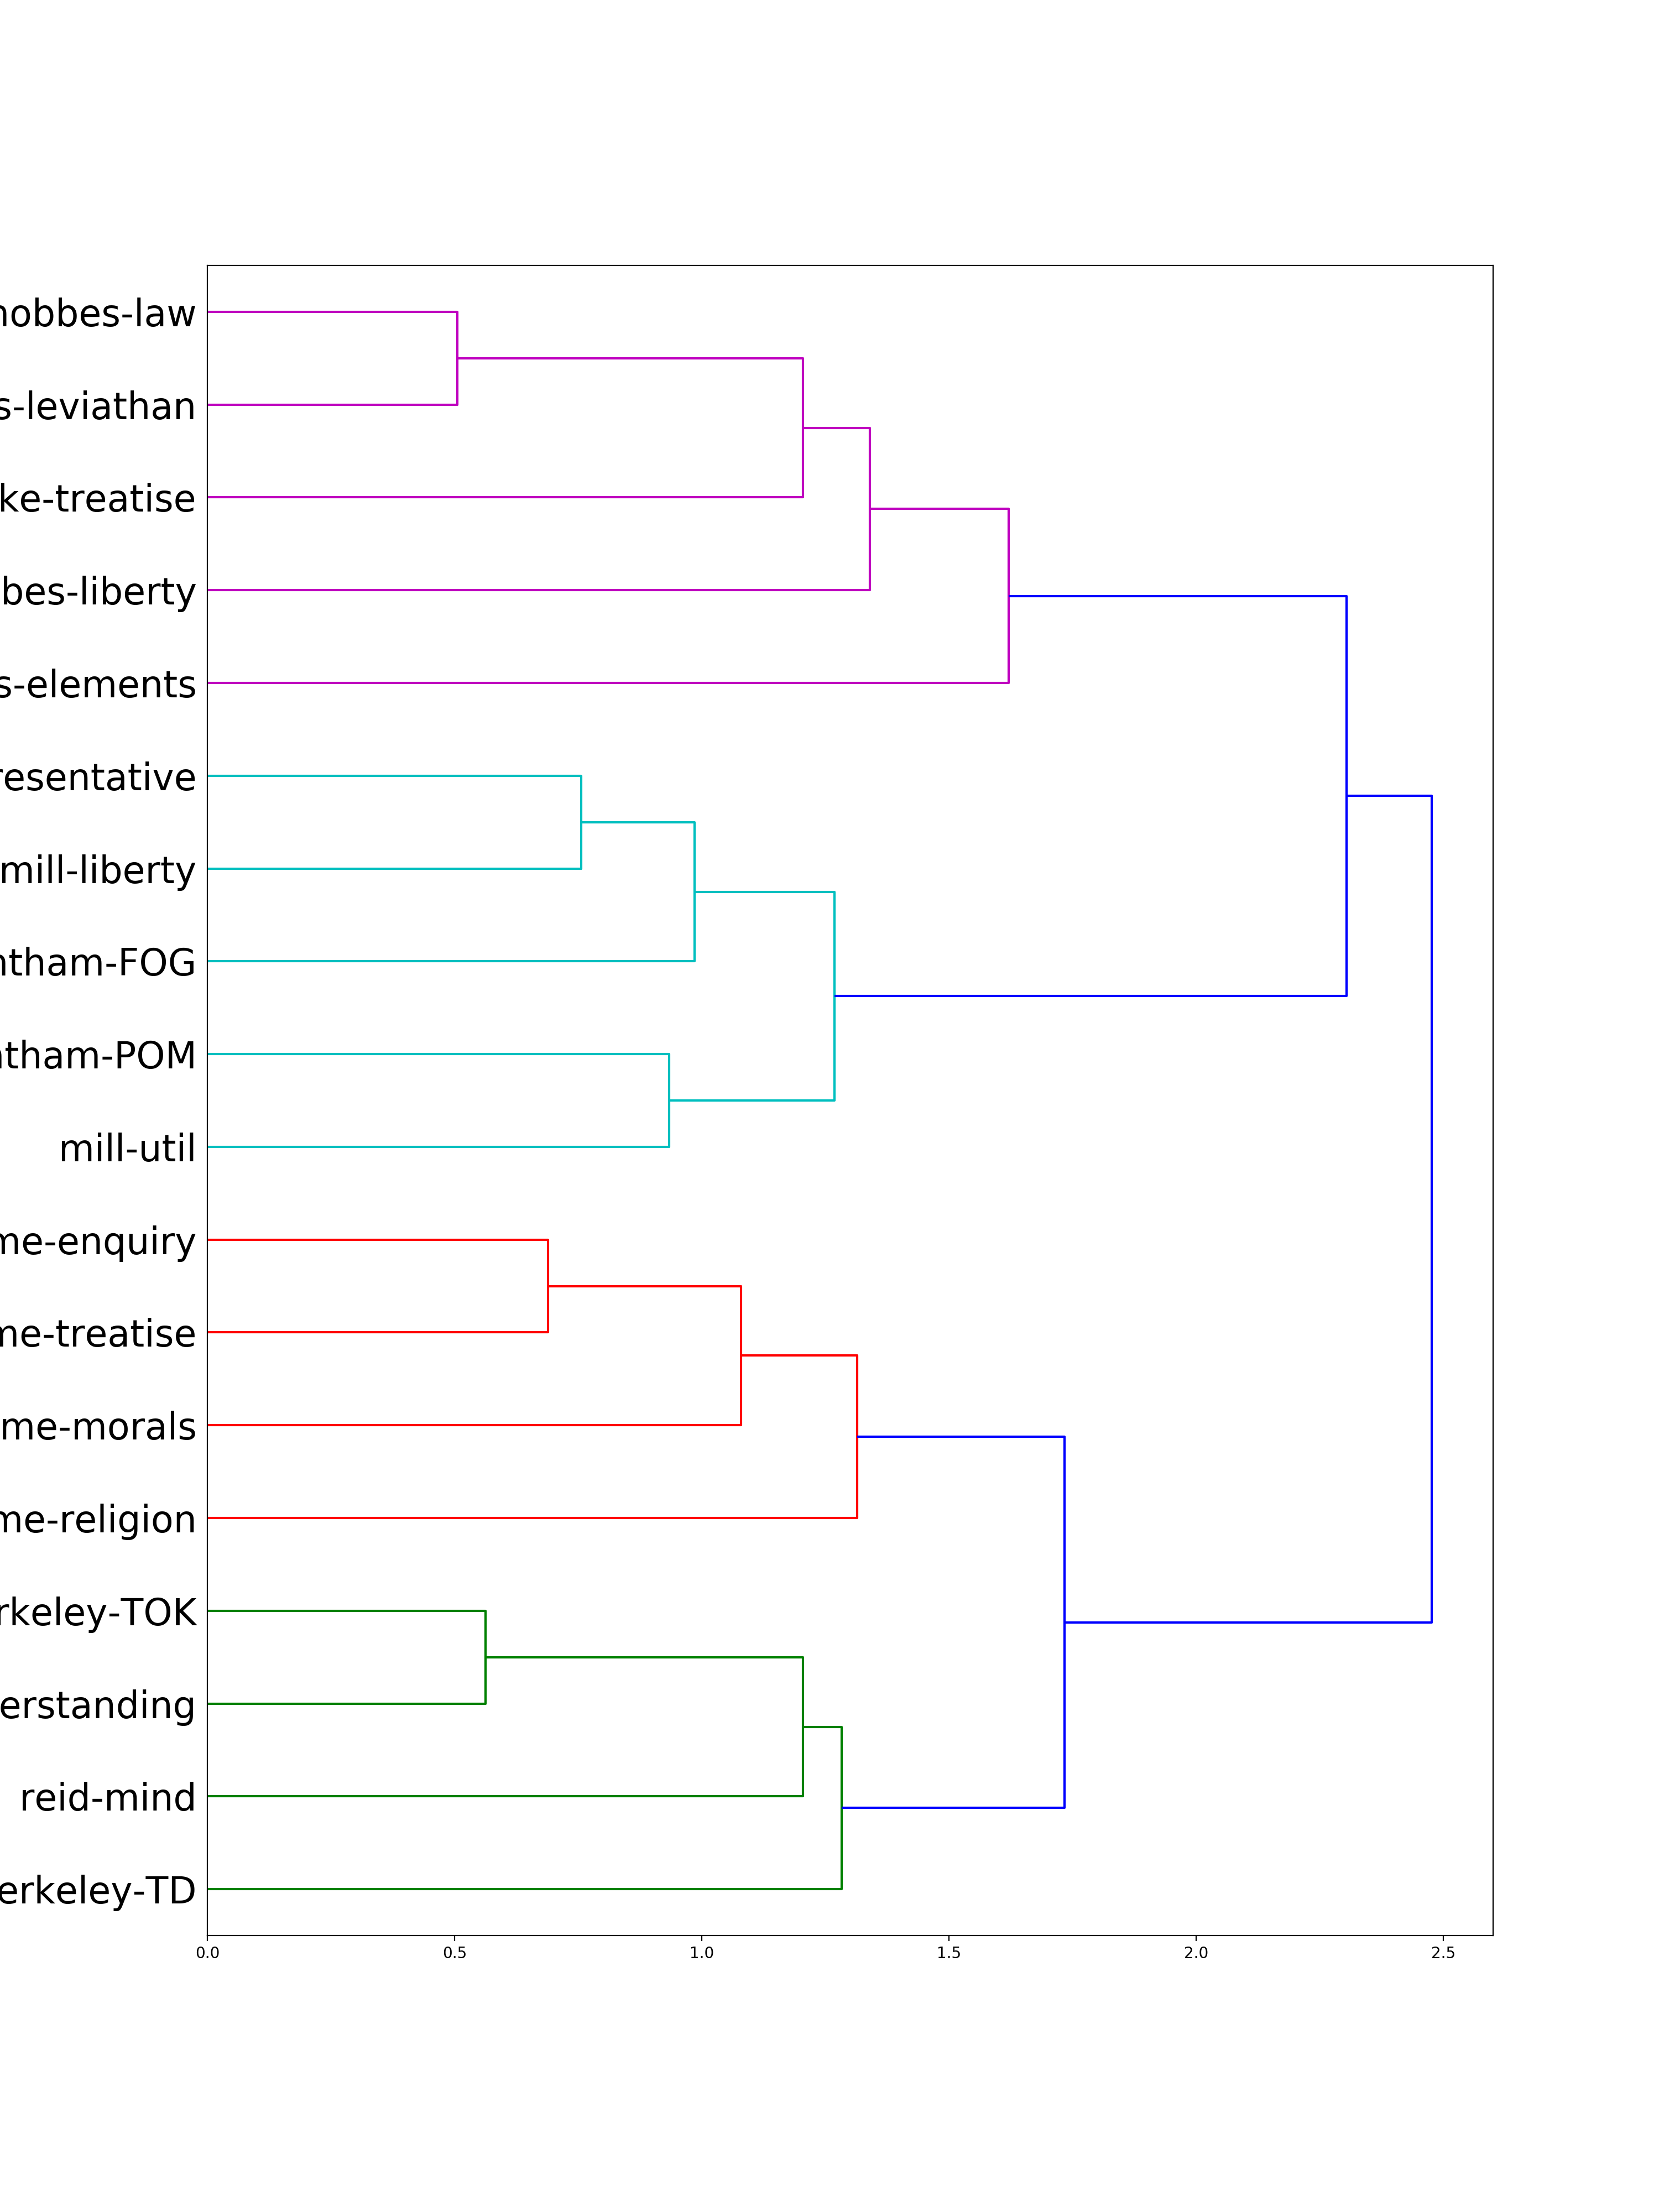 hobbes-law
s-leviathan
ke-treatise
bes-liberty
s-elements
resentative
mill-liberty
ntham-FOG
ntham-POM
mill-util
me-enquiry
me-treatise
me-morals
me-religion
rkeley-TOK
erstanding
reid-mind
erkeley-TD
0.0 0.5 1.0 1.5 2.0 2.5